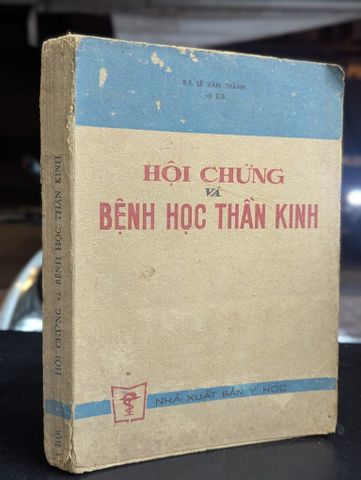 B.S. LÊ VĂN THÀNH
và C.S.
HỘI CHỨNG
VÀ
BỆNH HỌC THẦN KINH
NHÀ XUẤT BẢN Y HỌC
HỘI CHỨNG và BỆNH HỌC THẦN KINH
Y HỌC